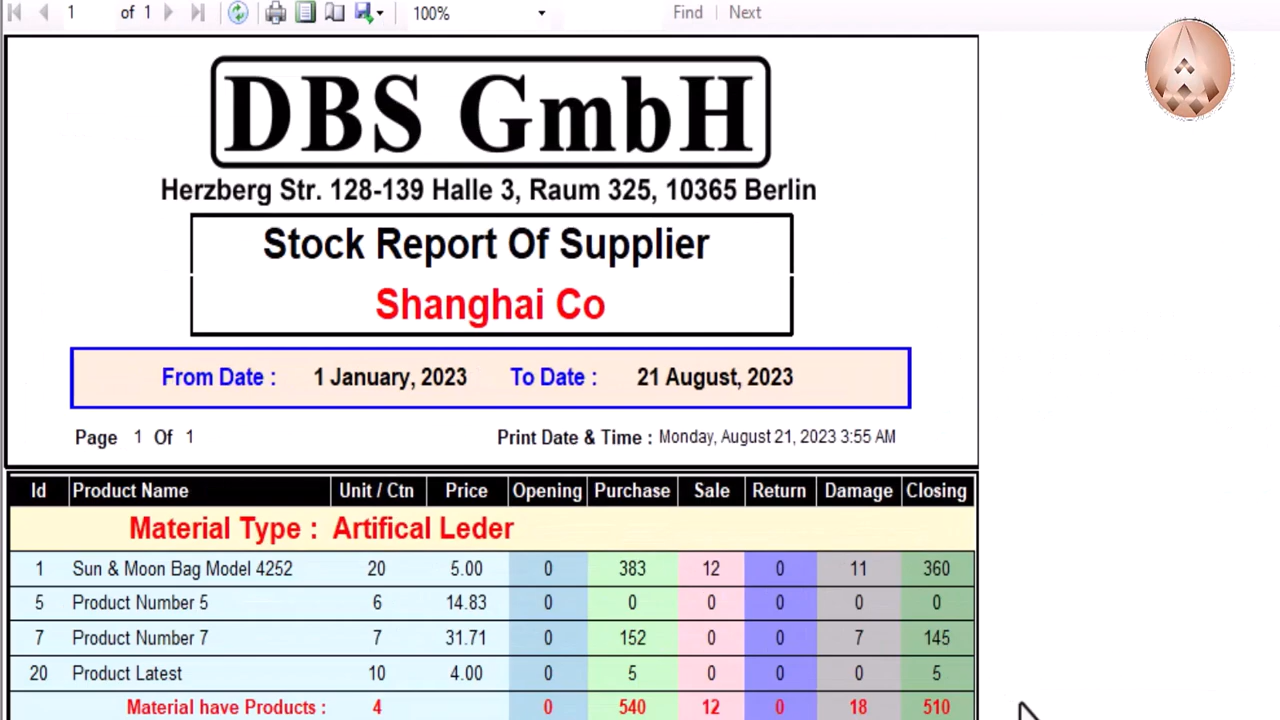 1 of 1 100% Find | Next
DBS GmbH
Herzberg Str. 128-139 Halle 3, Raum 325, 10365 Berlin
Stock Report Of Supplier
Shanghai Co
From Date : 1 January, 2023 To Date : 21 August, 2023
Page 1 Of 1 Print Date & Time : Monday, August 21, 2023 3:55 AM
Id Product Name Unit / Ctn Price Opening Purchase Sale Return Damage Closing
Material Type : Artifical Leder
1 Sun & Moon Bag Model 4252 20 5.00 0 383 12 0 11 360
5 Product Number 5 6 14.83 0 0 0 0 0 0
7 Product Number 7 7 31.71 0 152 0 0 7 145
20 Product Latest 10 4.00 0 5 0 0 0 5
Material have Products : 4 0 540 12 0 18 510